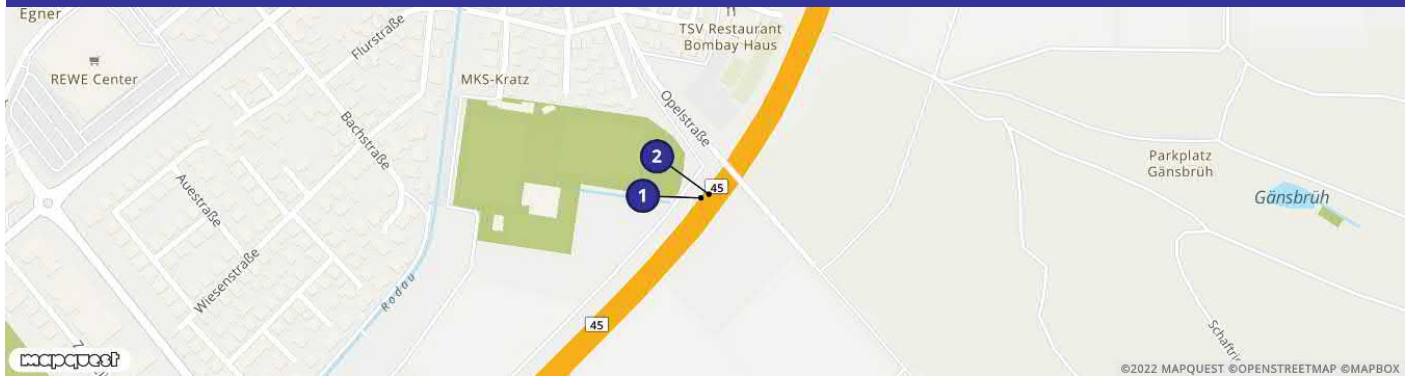 Egner
REWE Center
Flurstraße
MKS-Kratz
TSV Restaurant
Bombay Haus
Opelstraße
Bachstraße
Auestraße
Wiesenstraße
Rodau
2
1
45
45
Parkplatz
Gänsbrüh
Gänsbrüh
mapquest
©2022 MAPQUEST ©OPENSTREETMAP ©MAPBOX